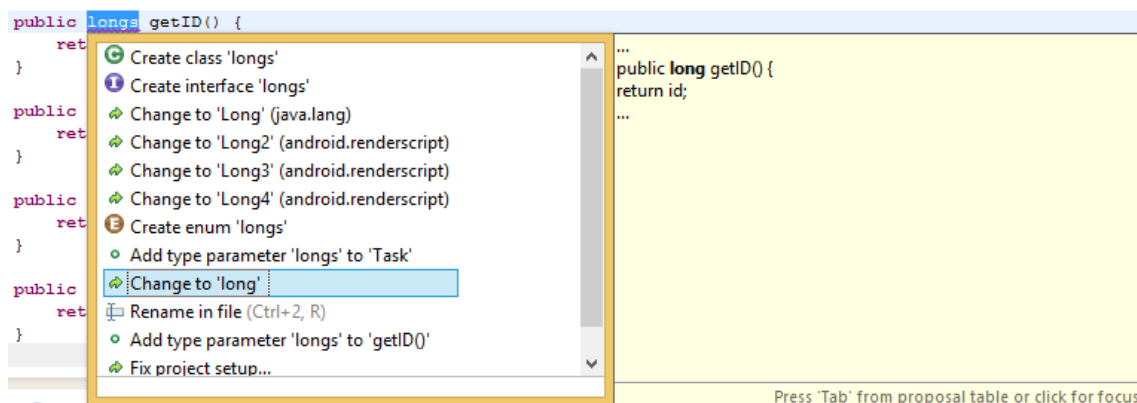 public longs getID() {
ret
}
public
ret
}
public
ret
}
public
ret
}
C Create class 'longs'
I Create interface 'longs'
Change to 'Long' (java.lang)
Change to 'Long2' (android.renderscript)
Change to 'Long3' (android.renderscript)
Change to 'Long4' (android.renderscript)
E Create enum 'longs'
Add type parameter 'longs' to 'Task'
Change to 'long'
Rename in file (Ctrl+2, R)
Add type parameter 'longs' to 'getID()'
Fix project setup...
...
public long getID() {
return id;
...
Press 'Tab' from proposal table or click for focus